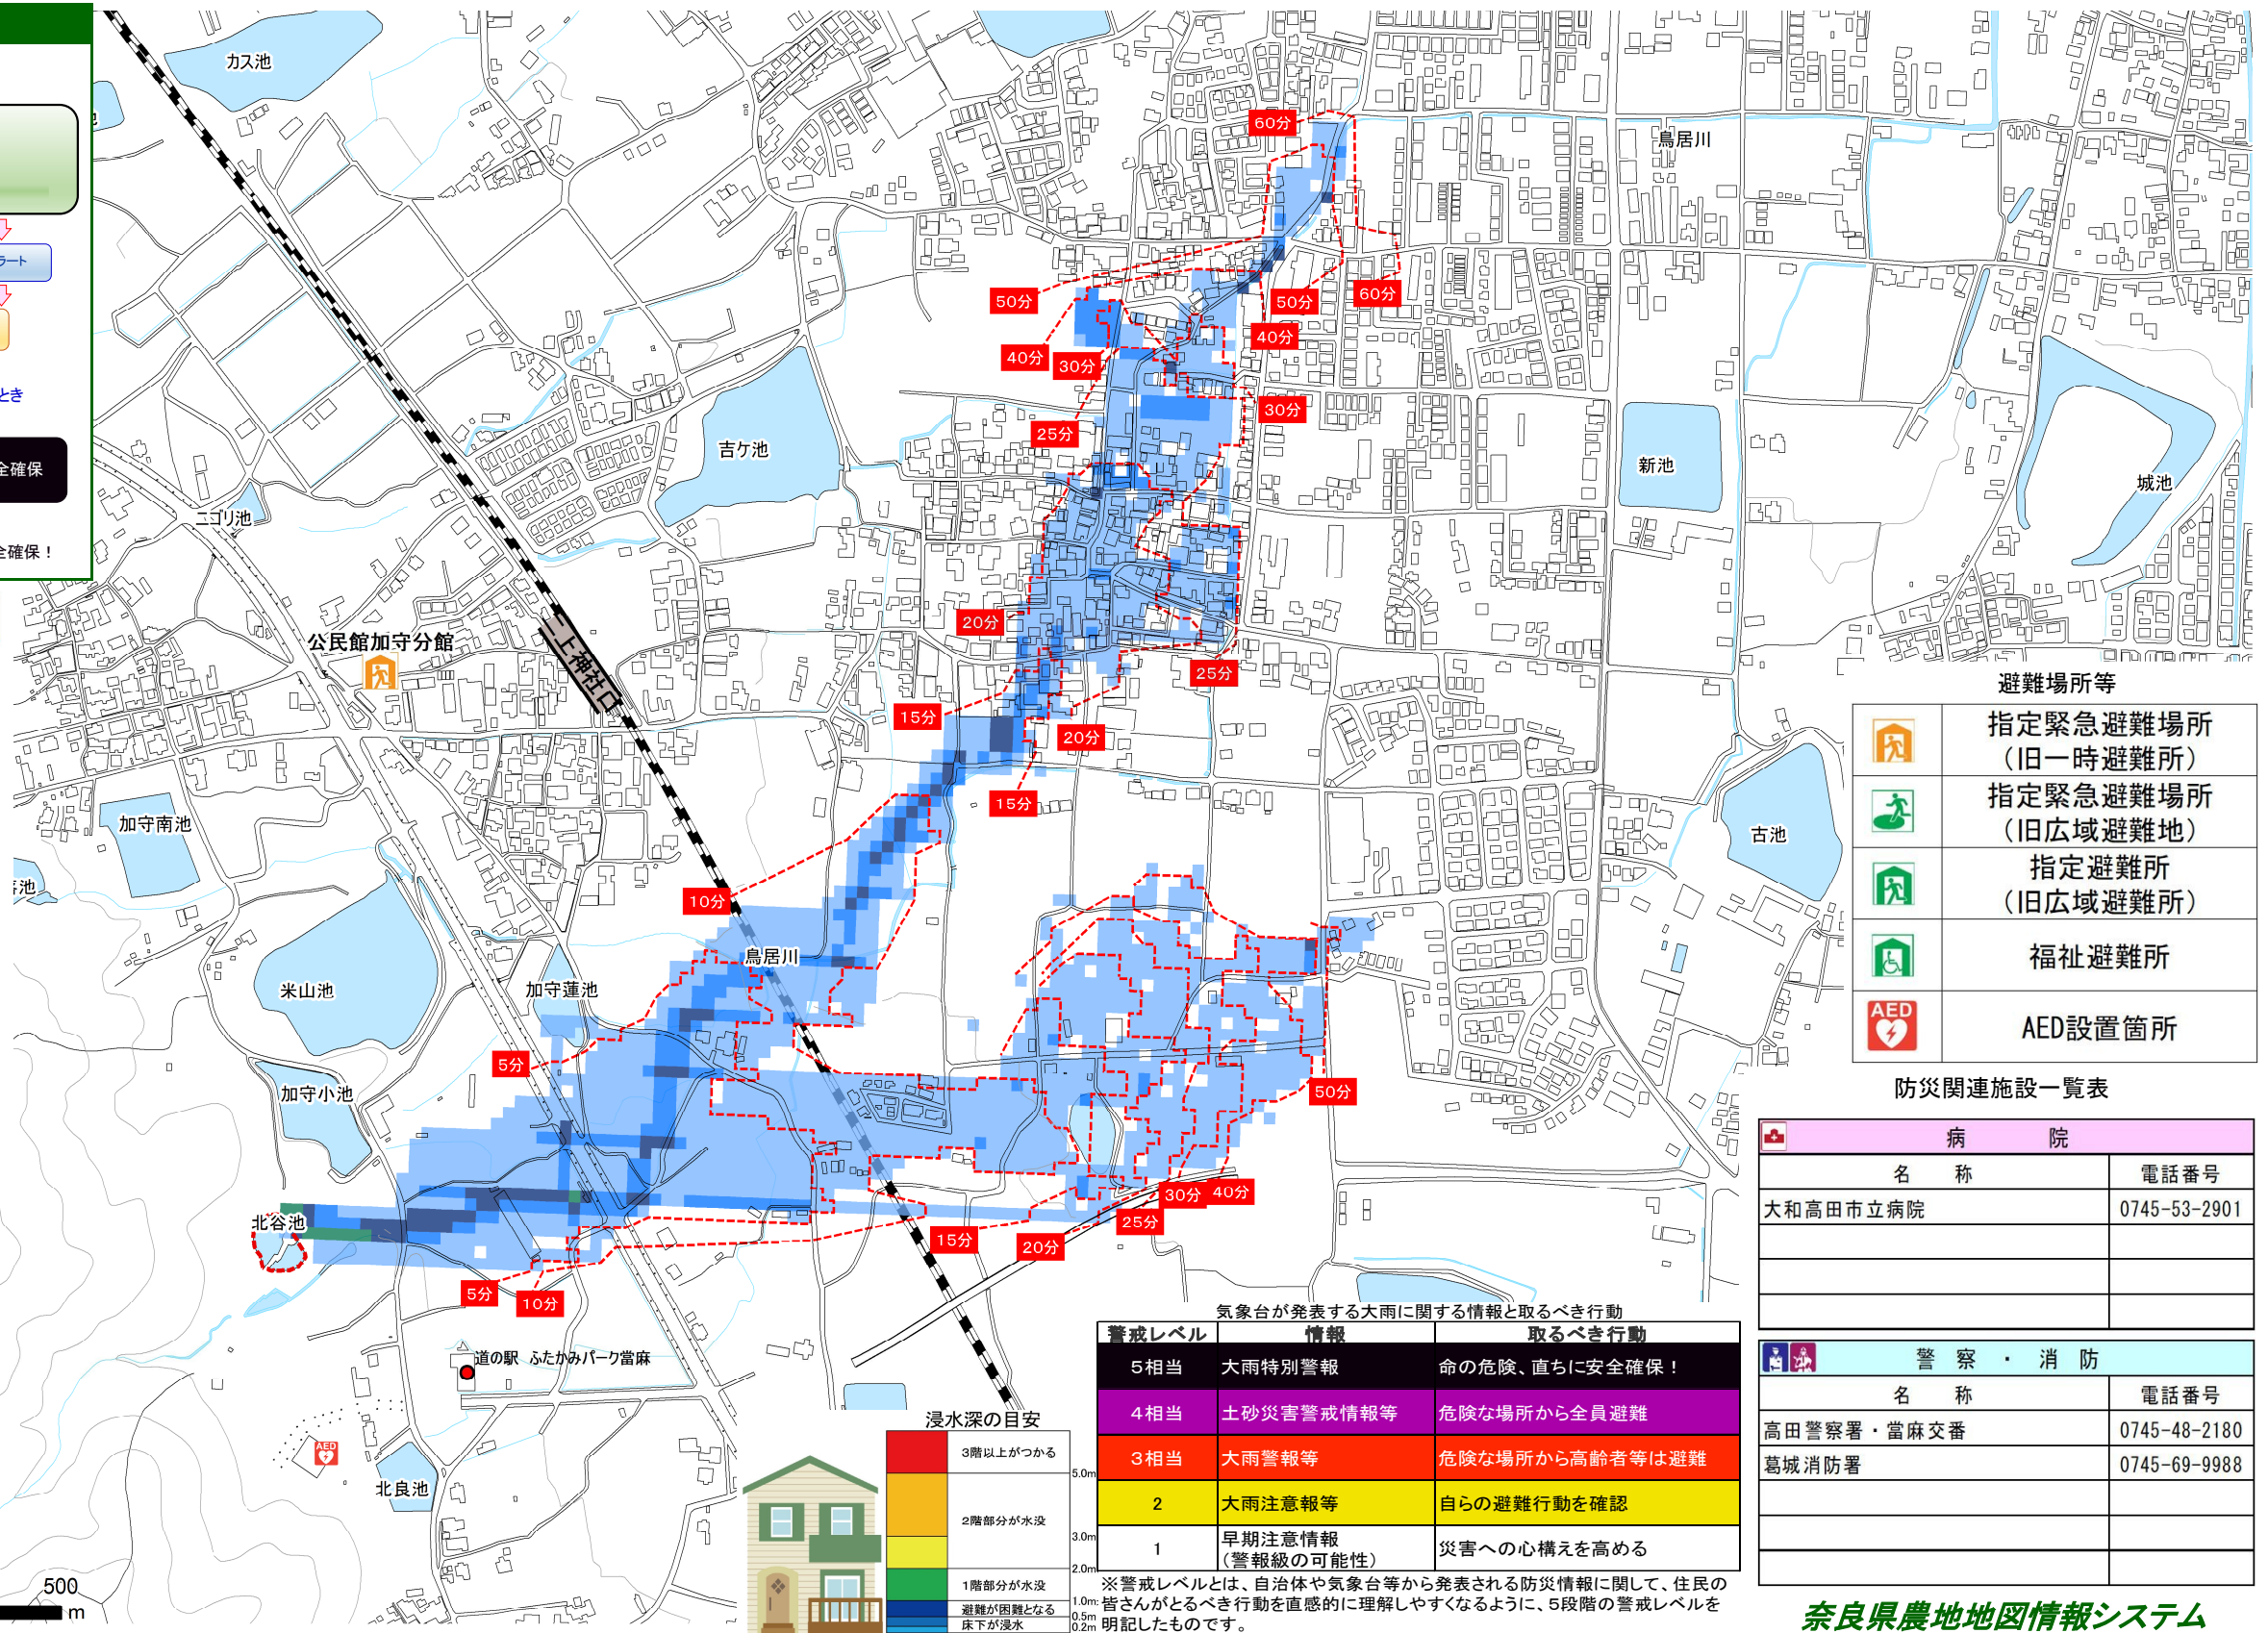 カス池
ラート
とき
全確保
全確保！
ニゴリ池
吉ケ池
公民館加守分館
二上神社口
加守南池
米山池
加守蓮池
加守小池
北谷池
北良池
道の駅 ふたかみパーク當麻
AED
鳥居川
鳥居川
新池
城池
古池
60分
50分
50分
60分
40分
40分
30分
30分
25分
20分
25分
15分
20分
15分
10分
5分
50分
30分
40分
25分
15分
20分
5分
10分
500
m
避難場所等
指定緊急避難場所
（旧一時避難所）
指定緊急避難場所
（旧広域避難地）
指定避難所
（旧広域避難所）
福祉避難所
AED
AED設置箇所
防災関連施設一覧表
病 院
名 称 電話番号
大和高田市立病院 0745-53-2901
警 察 ・ 消 防
名 称 電話番号
高田警察署・當麻交番 0745-48-2180
葛城消防署 0745-69-9988
気象台が発表する大雨に関する情報と取るべき行動
警戒レベル 情報 取るべき行動
5相当 大雨特別警報 命の危険、直ちに安全確保！
4相当 土砂災害警戒情報等 危険な場所から全員避難
3相当 大雨警報等 危険な場所から高齢者等は避難
2 大雨注意報等 自らの避難行動を確認
1 早期注意情報
（警報級の可能性） 災害への心構えを高める
※警戒レベルとは、自治体や気象台等から発表される防災情報に関して、住民の
皆さんがとるべき行動を直感的に理解しやすくなるように、5段階の警戒レベルを
明記したものです。
浸水深の目安
3階以上がつかる
5.0m
2階部分が水没
3.0m
2.0m
1階部分が水没
1.0m
避難が困難となる
0.5m
床下が浸水
0.2m
奈良県農地地図情報システム